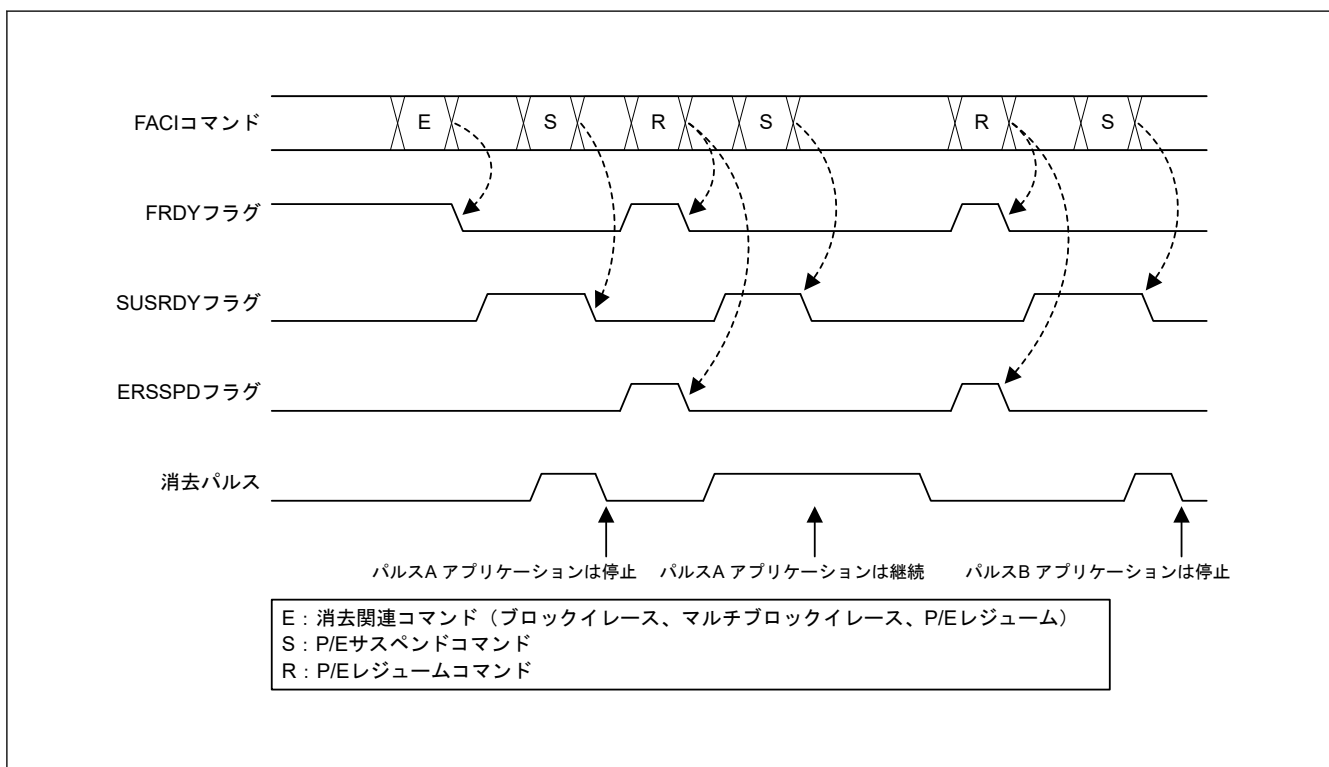 FACIコマンド
E
S
R
S
R
S
FRDYフラグ
SUSRDYフラグ
ERSSPDフラグ
消去パルス
パルスA アプリケーションは停止
パルスA アプリケーションは継続
パルスB アプリケーションは停止
E：消去関連コマンド（ブロックイレース、マルチブロックイレース、P/Eレジューム）
S：P/Eサスペンドコマンド
R：P/Eレジュームコマンド